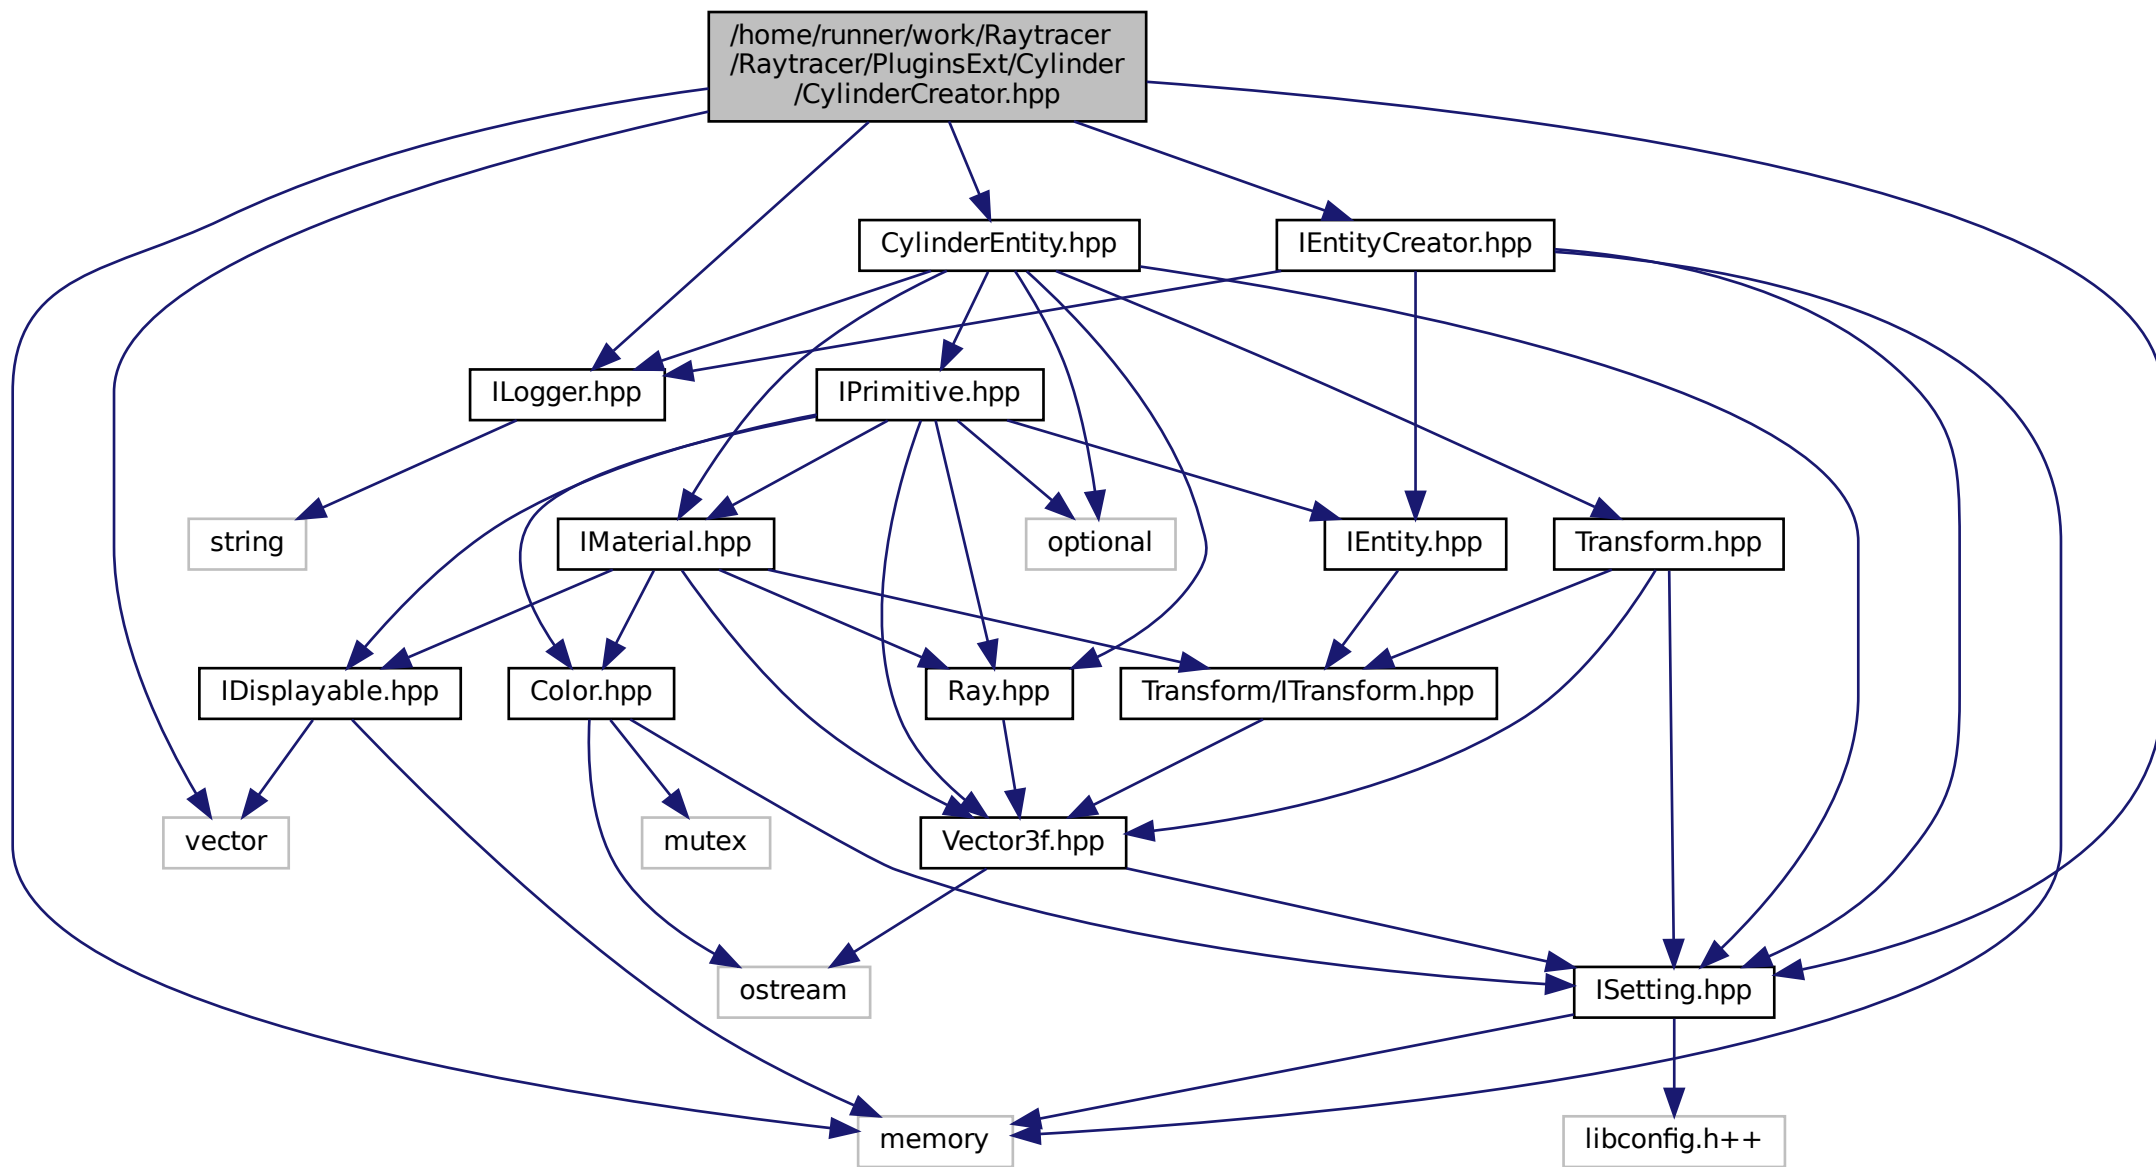 /home/runner/work/Raytracer
/Raytracer/PluginsExt/Cylinder
/CylinderCreator.hpp
CylinderEntity.hpp
IEntityCreator.hpp
ILogger.hpp
IPrimitive.hpp
string
IMaterial.hpp
optional
IEntity.hpp
Transform.hpp
IDisplayable.hpp
Color.hpp
Ray.hpp
Transform/ITransform.hpp
vector
mutex
Vector3f.hpp
ostream
ISetting.hpp
memory
libconfig.h++